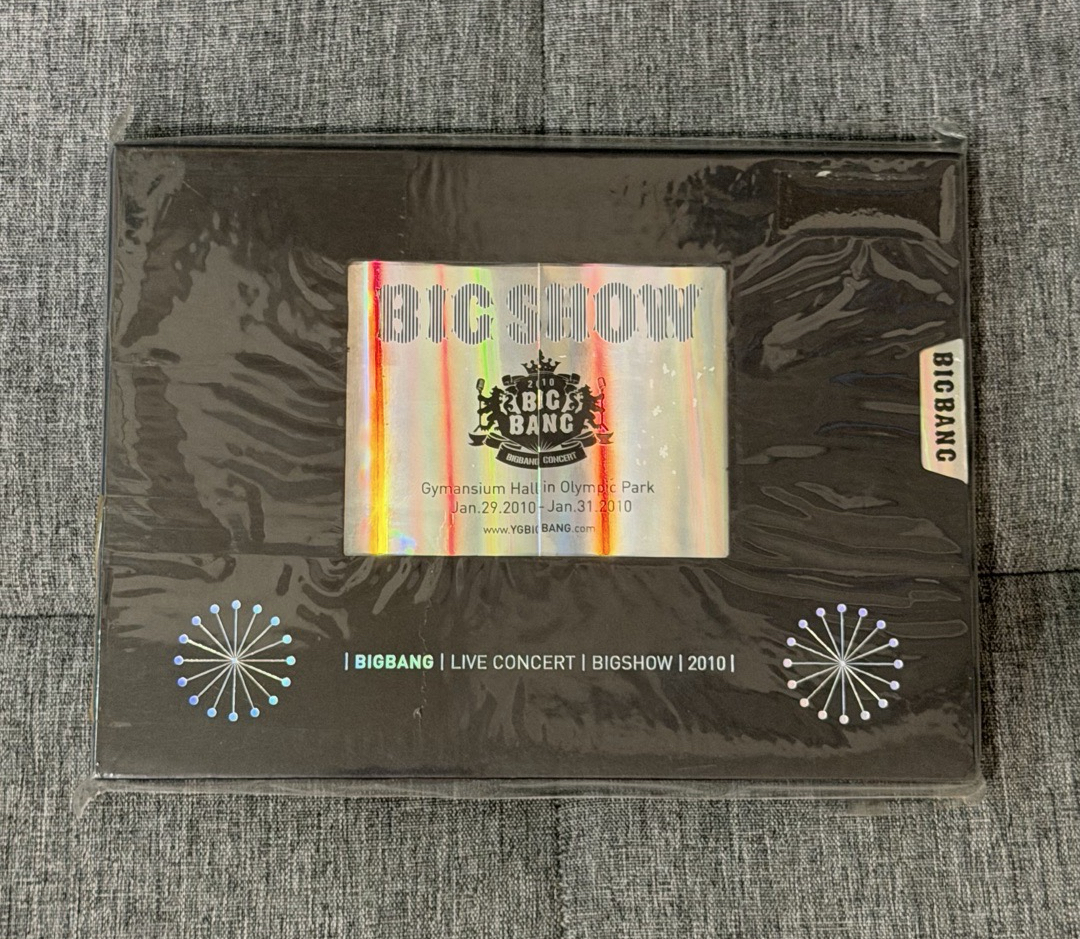 BIGSHOW
2010
BIG
BANG
BIGBANG CONCERT
Gymansium Hall in Olympic Park
Jan.29.2010-Jan.31.2010
www.YGBIGBANG.com
BIGBANG
| BIGBANG | LIVE CONCERT | BIGSHOW | 2010 |